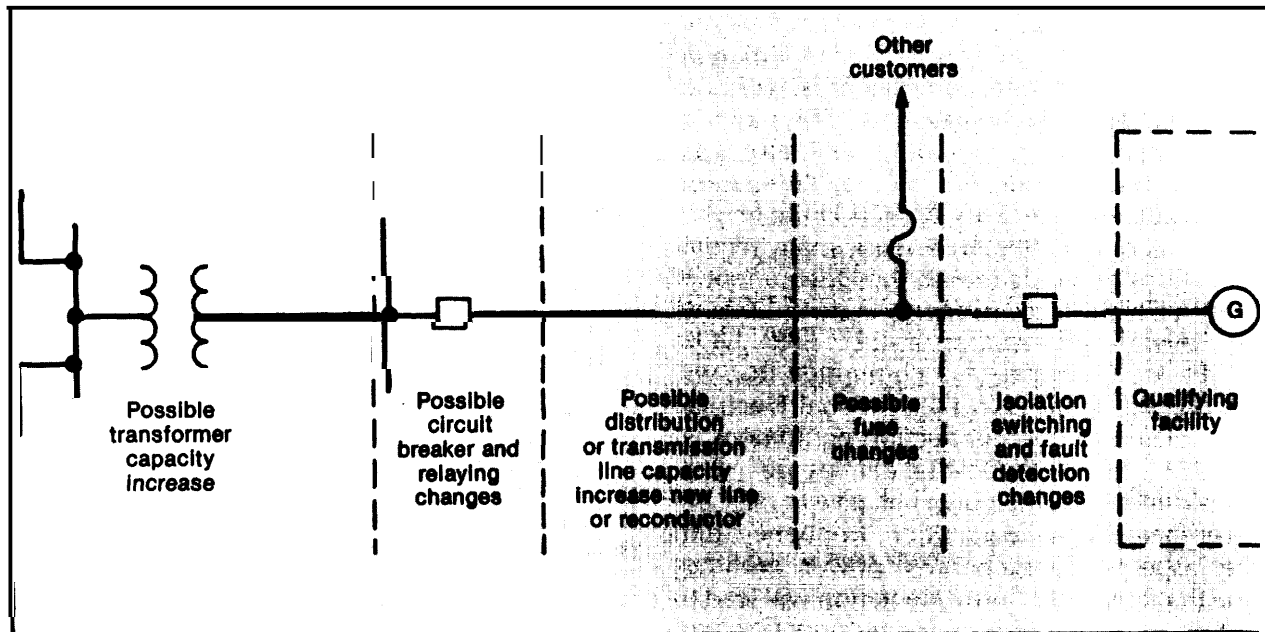 Other
customers
G
Possible
transformer
capacity
increase
Possible
circuit
breaker and
relaying
changes
Possible
distribution
or transmission
line capacity
increase new line
or reconductor
Possible
fuse
changes
Isolation
switching
and fault
detection
changes
Qualifying
facility